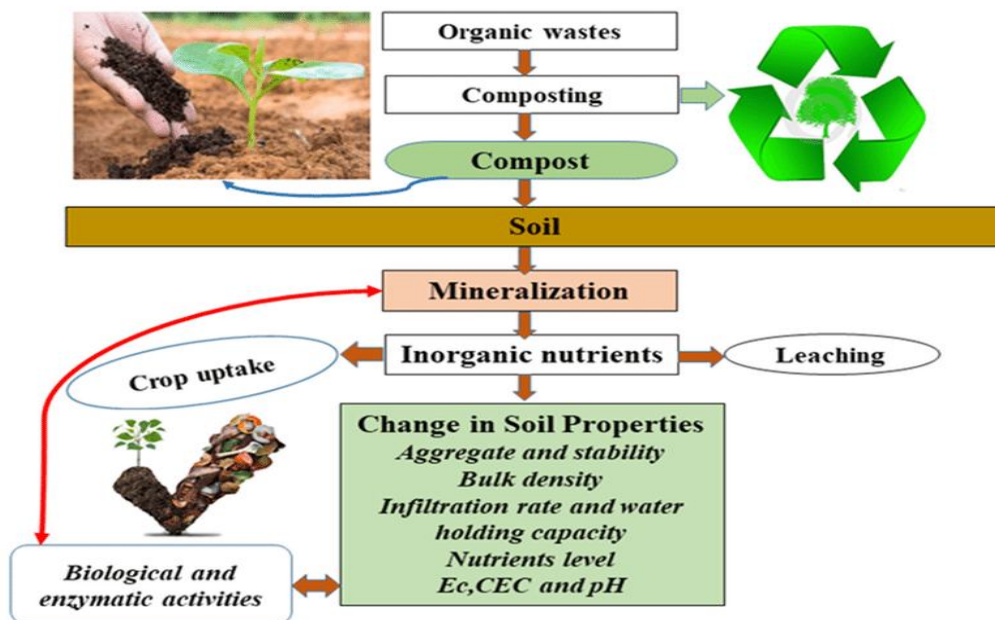 Organic wastes
Composting
Compost
Soil
Mineralization
Inorganic nutrients
Crop uptake
Leaching
Change in Soil Properties
Aggregate and stability
Bulk density
Infiltration rate and water
holding capacity
Nutrients level
Ec,CEC and pH
Biological and
enzymatic activities